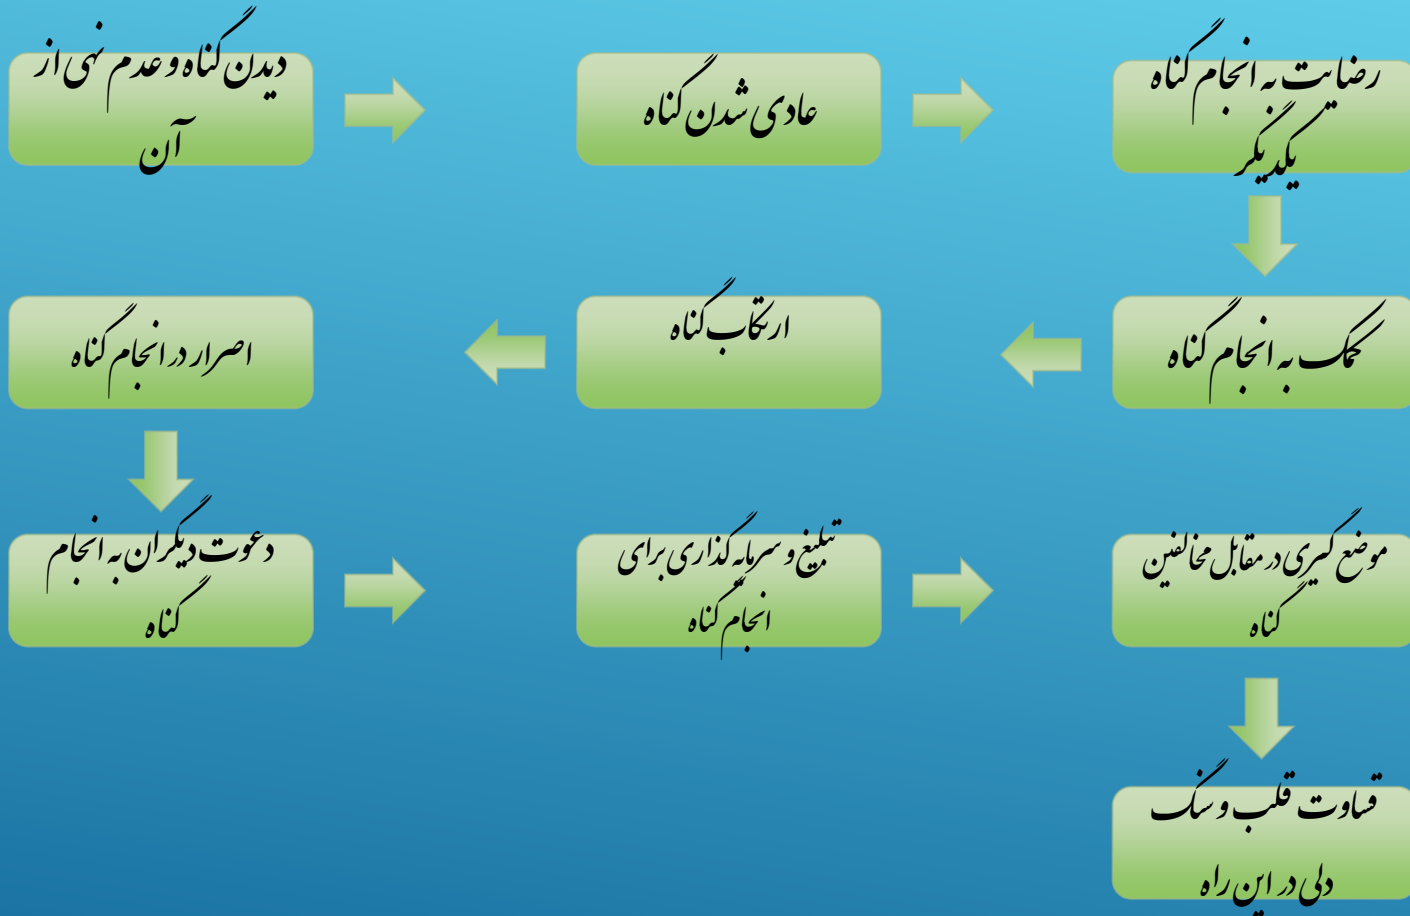 دیدن گناه و عدم نهی از
آن
عادی شدن گناه
رضایت به انجام گناه
یکدیگر
کمک به انجام گناه
ارتکاب گناه
اصرار در انجام گناه
دعوت دیگران به انجام
گناه
تبلیغ و سرمایه گذاری برای
انجام گناه
موضع گیری در مقابل مخالفین
گناه
قساوت قلب و سنگ
دلی در این راه